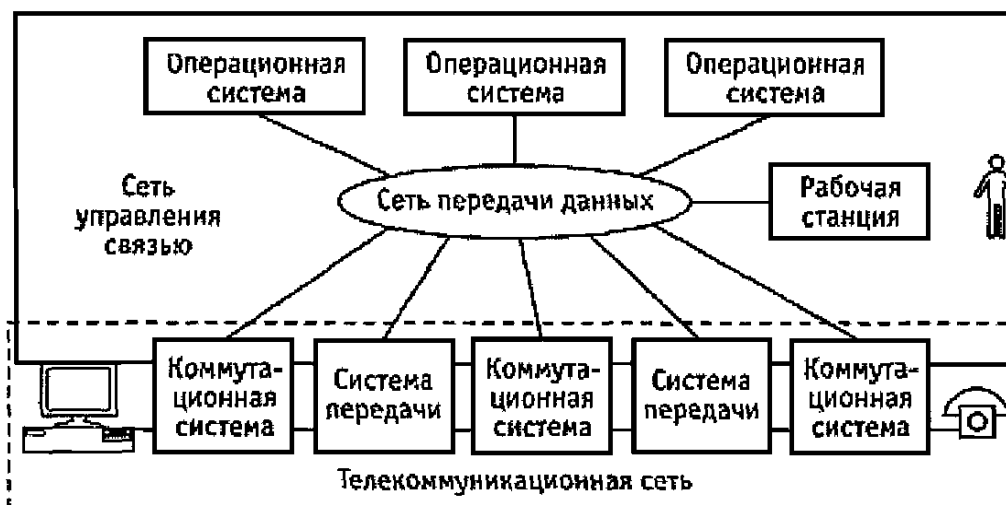 Операционная
система
Операционная
система
Операционная
система
Сеть
управления
связью
Сеть передачи данных
Рабочая
станция
Коммута-
ционная
система
Система
передачи
Коммута-
ционная
система
Система
передачи
Коммута-
ционная
система
Телекоммуникационная сеть